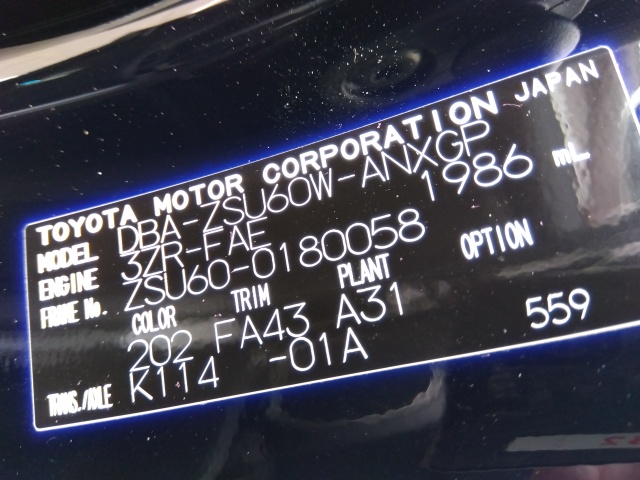 TOYOTA MOTOR CORPORATION JAPAN
MODEL DBA-ZSU60W-ANXGP
ENGINE 3ZR-FAE 1986 mL
FRAME No. ZSU60-0180058
COLOR TRIM PLANT OPTION
202 FA43 A31
TRANS./AXLE K114 -01A 559